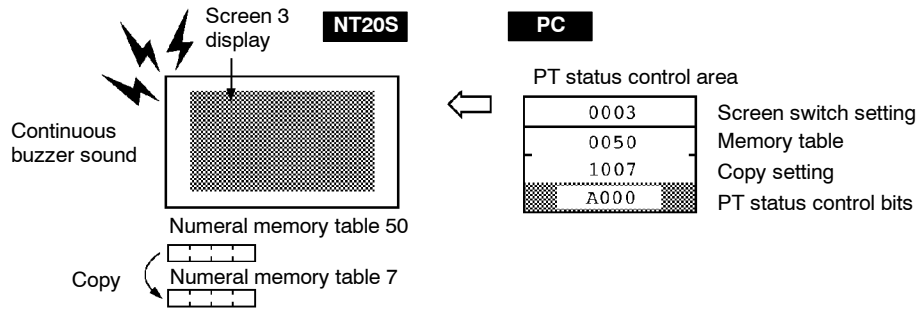 Screen 3
display
NT20S
PC
PT status control area
Continuous
buzzer sound
0003
Screen switch setting
0050
Memory table
1007
Copy setting
A000
PT status control bits
Numeral memory table 50
Copy
Numeral memory table 7